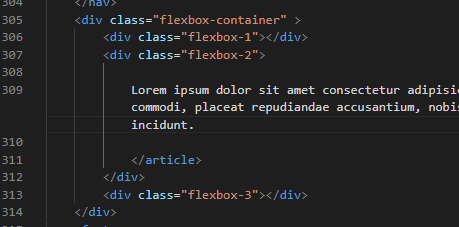 304 </nav>
305 <div class="flexbox-container" >
306 <div class="flexbox-1"></div>
307 <div class="flexbox-2">
308
309 Lorem ipsum dolor sit amet consectetur adipisic
commodi, placeat repudiandae accusantium, nobis
incidunt.
310
311 </article>
312 </div>
313 <div class="flexbox-3"></div>
314 </div>